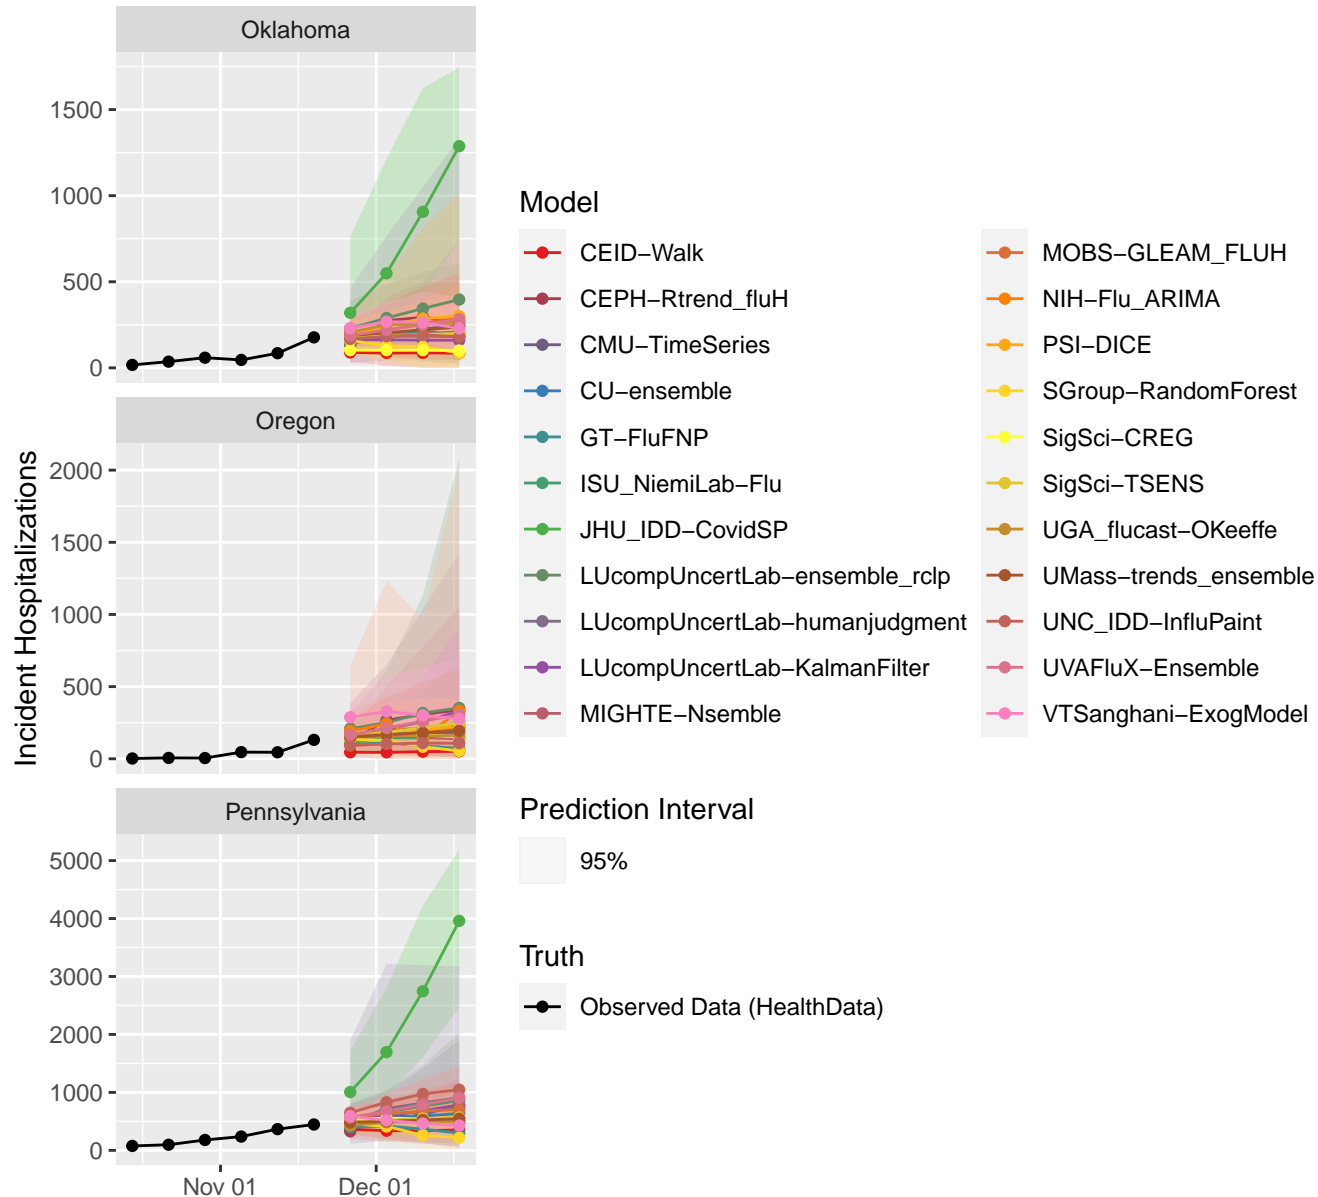 Oklahoma
1500
1000
500
0
Oregon
2000
1500
1000
500
0
Pennsylvania
5000
4000
3000
2000
1000
0
Nov 01
Dec 01
Incident Hospitalizations
Model
CEID−Walk
CEPH−Rtrend_fluH
CMU−TimeSeries
CU−ensemble
GT−FluFNP
ISU_NiemiLab−Flu
JHU_IDD−CovidSP
LUcompUncertLab−ensemble_rclp
LUcompUncertLab−humanjudgment
LUcompUncertLab−KalmanFilter
MIGHTE−Nsemble
MOBS−GLEAM_FLUH
NIH−Flu_ARIMA
PSI−DICE
SGroup−RandomForest
SigSci−CREG
SigSci−TSENS
UGA_flucast−OKeeffe
UMass−trends_ensemble
UNC_IDD−InfluPaint
UVAFluX−Ensemble
VTSanghani−ExogModel
Prediction Interval
95%
Truth
Observed Data (HealthData)